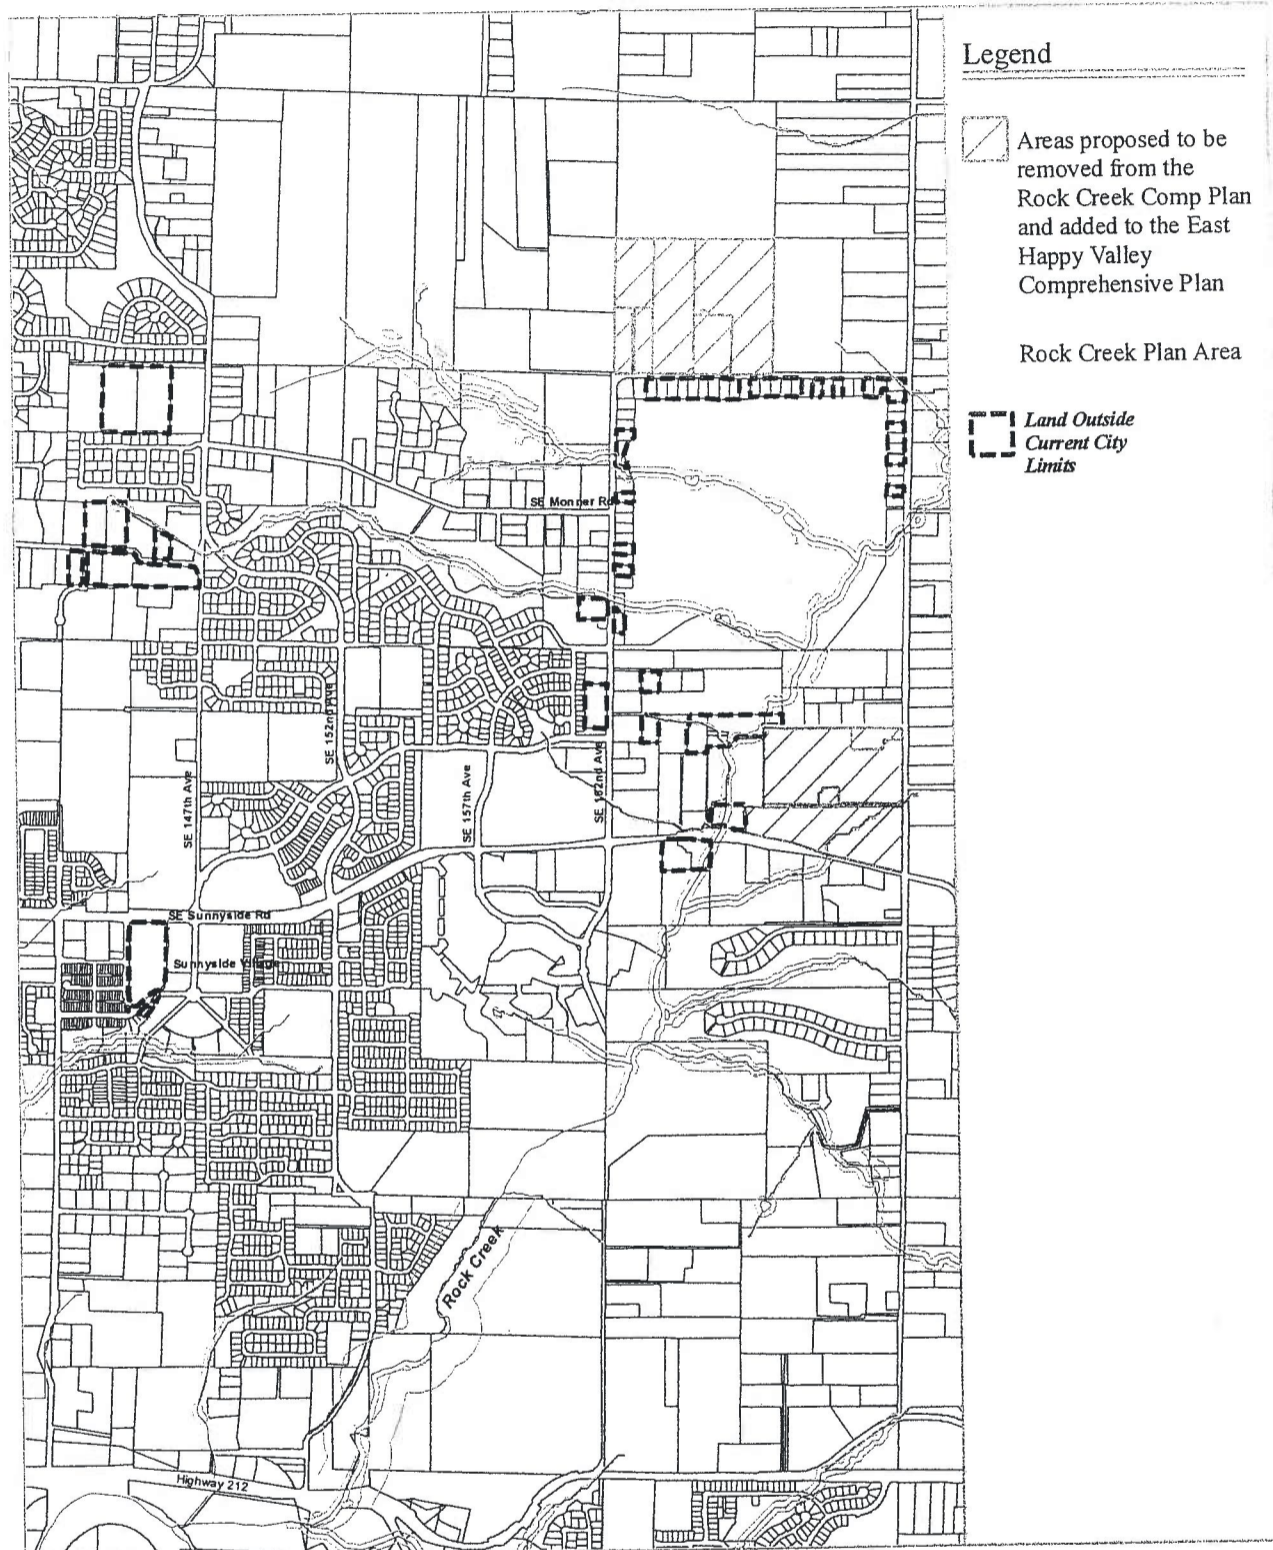 Legend
Areas proposed to be
removed from the
Rock Creek Comp Plan
and added to the East
Happy Valley
Comprehensive Plan
Rock Creek Plan Area
Land Outside
Current City
Limits
SE Monner Rd
SE 152nd Ave
SE 147th Ave
SE 157th Ave
SE 162nd Ave
SE Sunnyside Rd
Sunnyside Village
Rock Creek
Highway 212